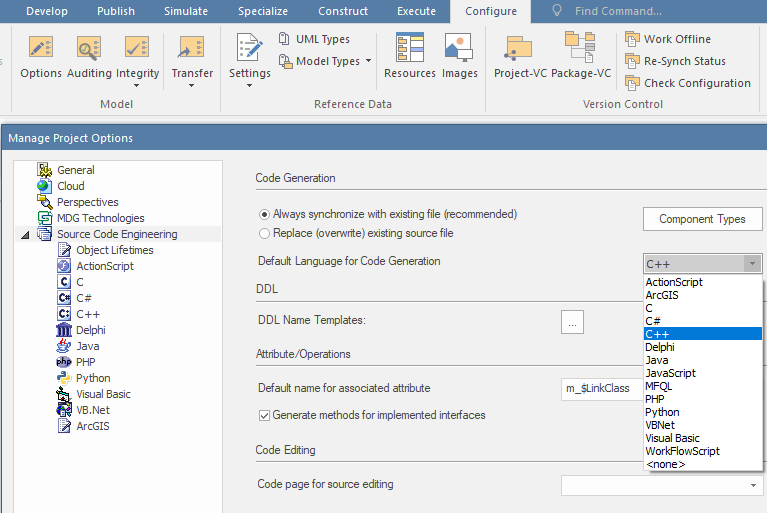 Develop Publish Simulate Specialize Construct Execute Configure Find Command...
Options Auditing Integrity Transfer Settings UML Types Model Types Resources Images Project-VC Package-VC Work Offline Re-Synch Status Check Configuration
Model Reference Data Version Control
Manage Project Options
General
Cloud
Perspectives
MDG Technologies
Source Code Engineering
Object Lifetimes
ActionScript
C
C#
C++
Delphi
Java
PHP
Python
Visual Basic
VB.Net
ArcGIS
Code Generation
Always synchronize with existing file (recommended)
Component Types
Replace (overwrite) existing source file
Default Language for Code Generation
C++
DDL
DDL Name Templates:
...
Attribute/Operations
Default name for associated attribute
m_$LinkClass
Generate methods for implemented interfaces
Code Editing
Code page for source editing
ActionScript
ArcGIS
C
C#
C++
Delphi
Java
JavaScript
MFQL
PHP
Python
VBNet
Visual Basic
WorkFlowScript
<none>